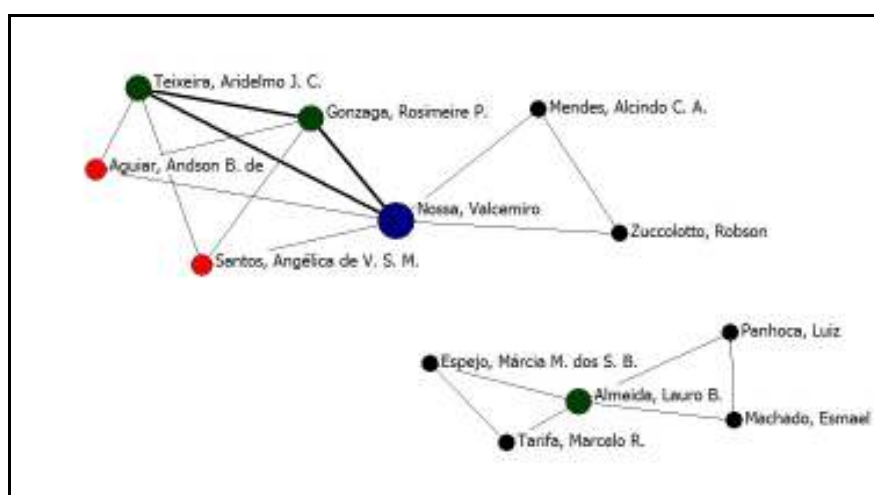 Teixeira, Aridelmo J. C.
Gonzaga, Rosimeire P.
Mendes, Alcindo C. A.
Aguiar, Andson B. de
Nossa, Valcemiro
Zuccolotto, Robson
Santos, Angélica de V. S. M.
Panhoca, Luiz
Espejo, Márcia M. dos S. B.
Almeida, Lauro B.
Machado, Esmael
Tarifa, Marcelo R.